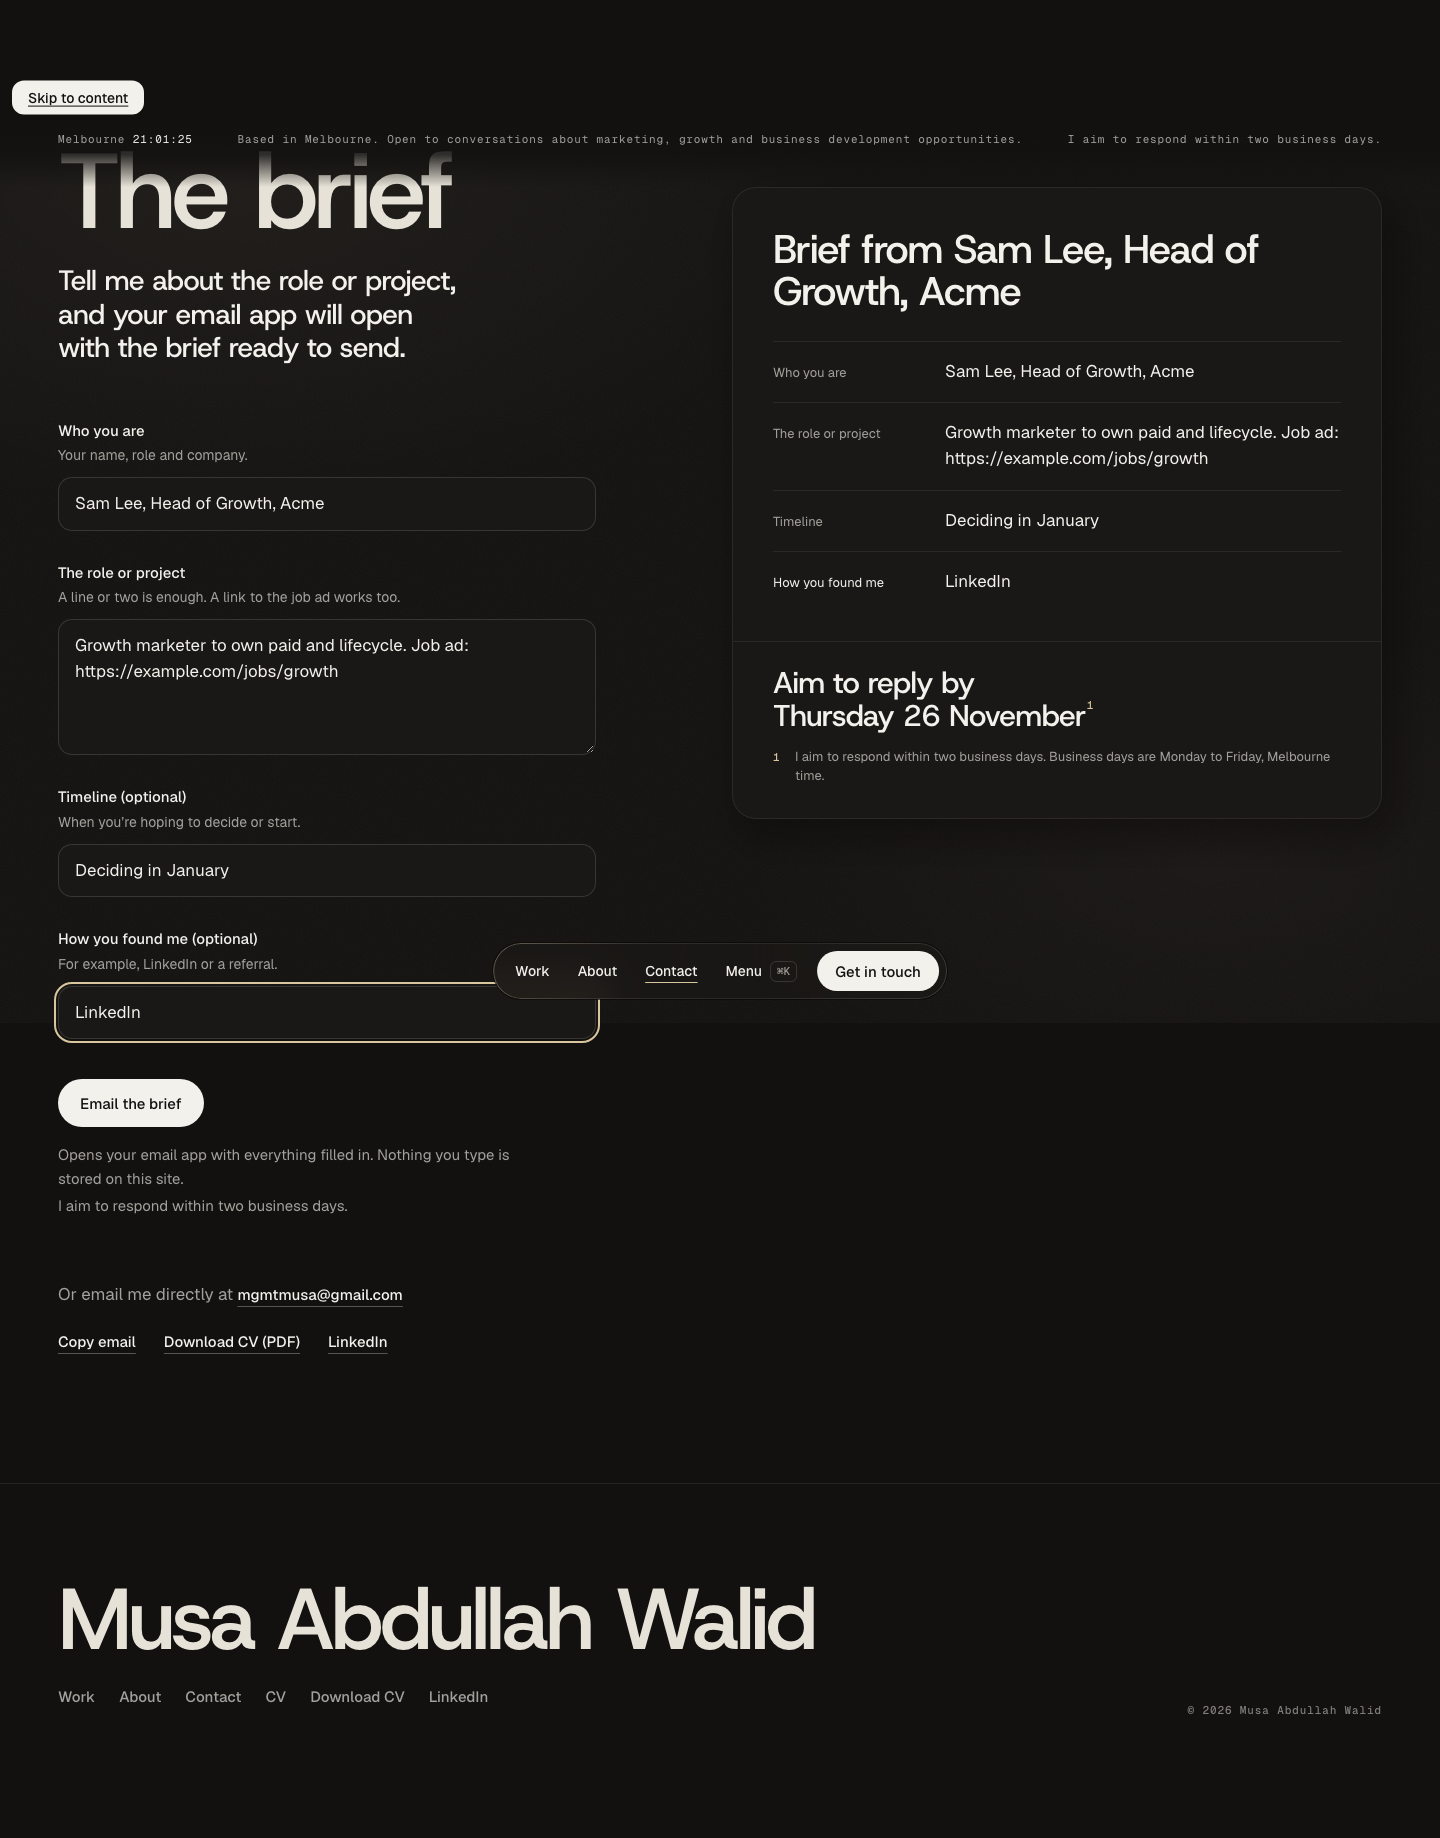 Skip to content
Melbourne 21:01:25
Based in Melbourne. Open to conversations about marketing, growth and business development opportunities.
I aim to respond within two business days.
The brief
Tell me about the role or project,
and your email app will open
with the brief ready to send.
Who you are
Your name, role and company.
Sam Lee, Head of Growth, Acme
The role or project
A line or two is enough. A link to the job ad works too.
Growth marketer to own paid and lifecycle. Job ad:
https://example.com/jobs/growth
Timeline (optional)
When you're hoping to decide or start.
Deciding in January
How you found me (optional)
For example, LinkedIn or a referral.
LinkedIn
Email the brief
Opens your email app with everything filled in. Nothing you type is
stored on this site.
I aim to respond within two business days.
Or email me directly at mgmtmusa@gmail.com
Copy email
Download CV (PDF)
LinkedIn
Brief from Sam Lee, Head of
Growth, Acme
Who you are
Sam Lee, Head of Growth, Acme
The role or project
Growth marketer to own paid and lifecycle. Job ad:
https://example.com/jobs/growth
Timeline
Deciding in January
How you found me
LinkedIn
Aim to reply by
Thursday 26 November1
1 I aim to respond within two business days. Business days are Monday to Friday, Melbourne
time.
Work
About
Contact
Menu ⌘K
Get in touch
Musa Abdullah Walid
Work
About
Contact
CV
Download CV
LinkedIn
© 2026 Musa Abdullah Walid